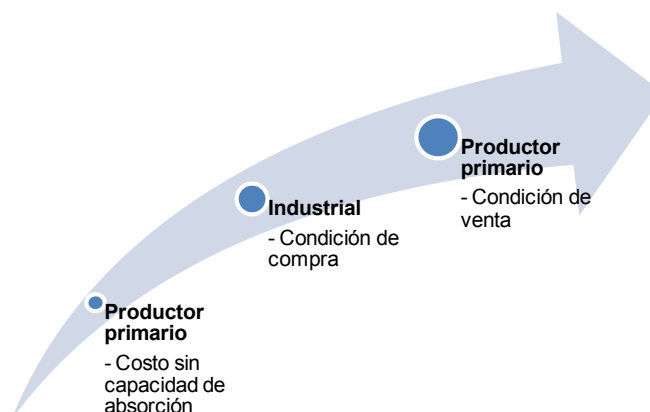 Productor
primario
- Costo sin
capacidad de
absorción
Industrial
- Condición de
compra
Productor
primario
- Condición de
venta